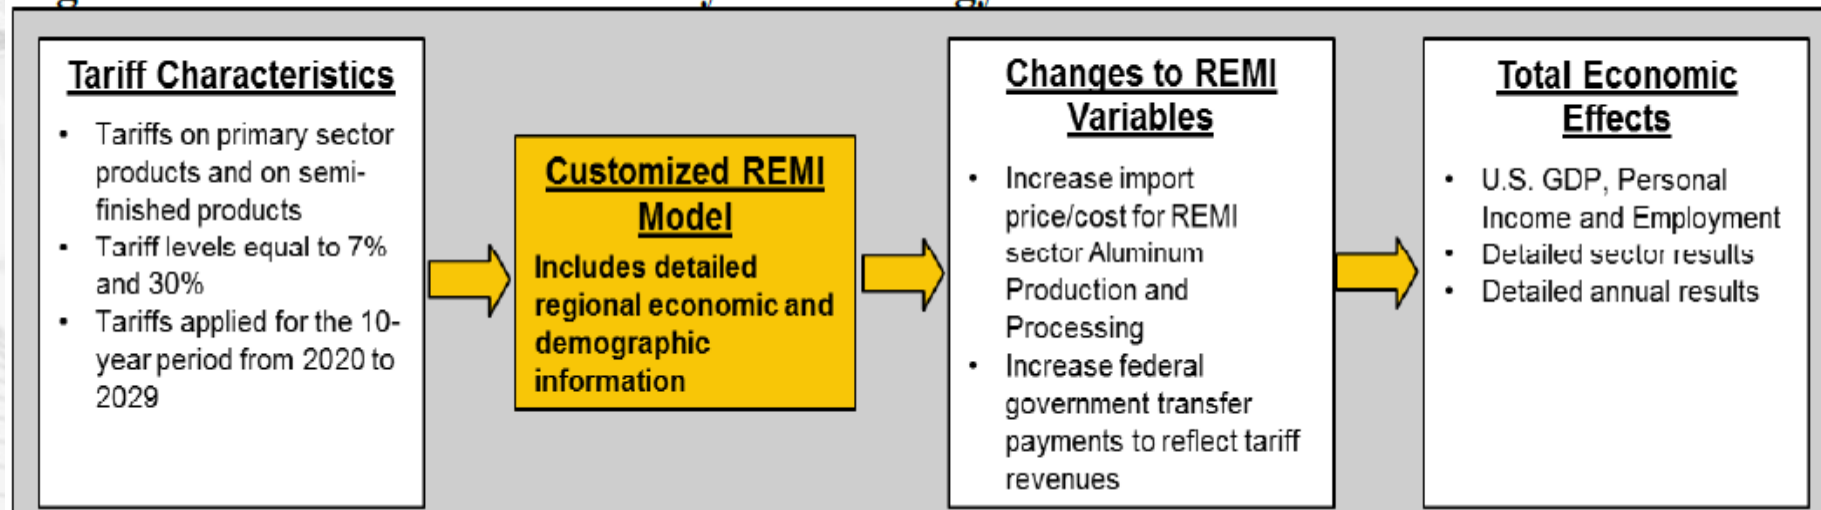 Tariff Characteristics
• Tariffs on primary sector
products and on semi-
finished products
• Tariff levels equal to 7%
and 30%
• Tariffs applied for the 10-
year period from 2020 to
2029
Customized REMI
Model
Includes detailed
regional economic and
demographic
information
Changes to REMI
Variables
• Increase import
price/cost for REMI
sector Aluminum
Production and
Processing
• Increase federal
government transfer
payments to reflect tariff
revenues
Total Economic
Effects
• U.S. GDP, Personal
Income and Employment
• Detailed sector results
• Detailed annual results